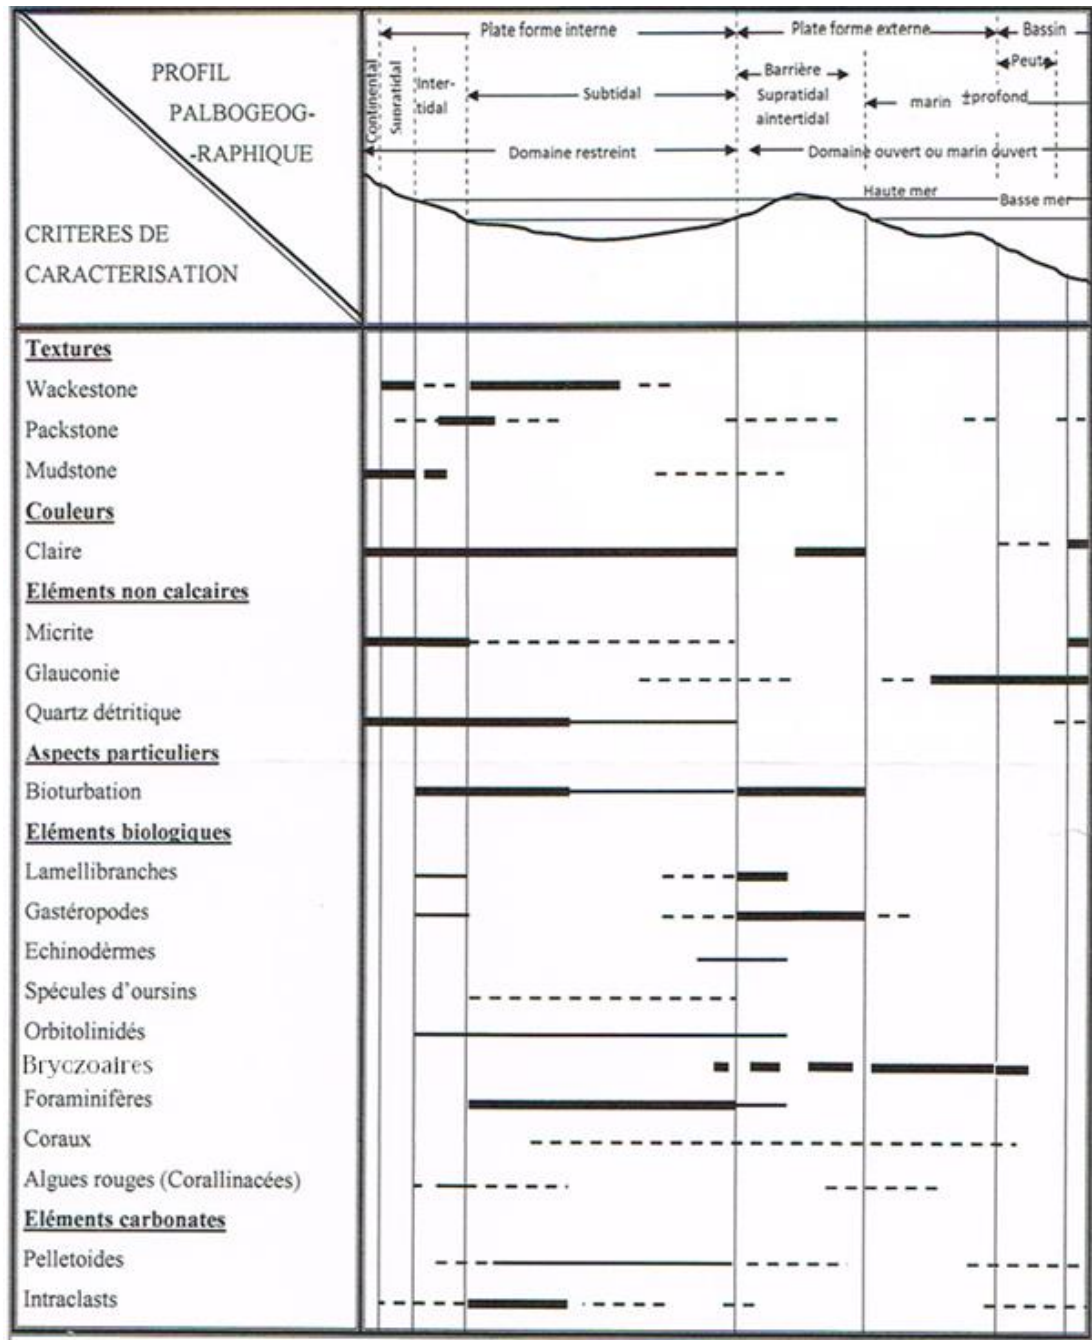 PROFIL
PALBOGEOG-
-RAPHIQUE
CRITERES DE
CARACTERISATION
Plate forme interne
Plate forme externe
Bassin
Continental
Supratidal
Inter-
tidal
Subtidal
Barrière
Supratidal
aintertidal
Peute
marin ±profond
Domaine restreint
Domaine ouvert ou marin ouvert
Haute mer
Basse mer
Textures
Wackestone
Packstone
Mudstone
Couleurs
Claire
Eléments non calcaires
Micrite
Glauconie
Quartz détritique
Aspects particuliers
Bioturbation
Eléments biologiques
Lamellibranches
Gastéropodes
Echinodèrmes
Spécules d'oursins
Orbitolinidés
Bryczoaires
Foraminifères
Coraux
Algues rouges (Corallinacées)
Eléments carbonates
Pelletoides
Intraclasts